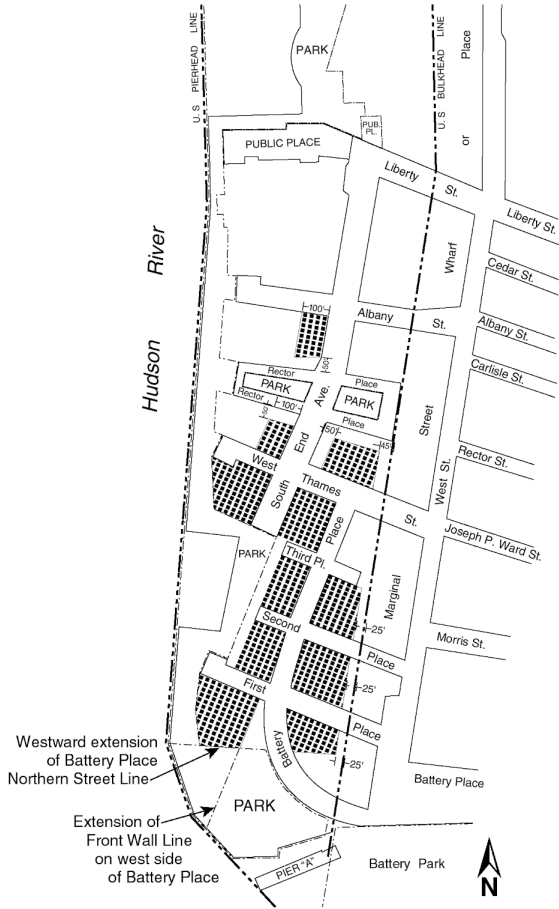 U.S PIERHEAD LINE
PARK
U.S BULKHEAD LINE
Place
or
PUB.
PL.
PUBLIC PLACE
Liberty
St.
Liberty St.
Hudson River
Wharf
Cedar St.
100'
Albany
St.
Albany St.
50'
Rector
Place
Carlisle St.
PARK
Ave.
PARK
Rector
50'
100'
Place
Street
50'
45'
End
Rector St.
West
Thames
West St.
South
St.
Place
Joseph P. Ward St.
PARK
Third Pl.
Marginal
Second
25'
Morris St.
Place
First
25'
Place
Westward extension
of Battery Place
Northern Street Line
Battery
25'
Battery Place
PARK
Extension of
Front Wall Line
on west side
of Battery Place
PIER "A"
Battery Park
N